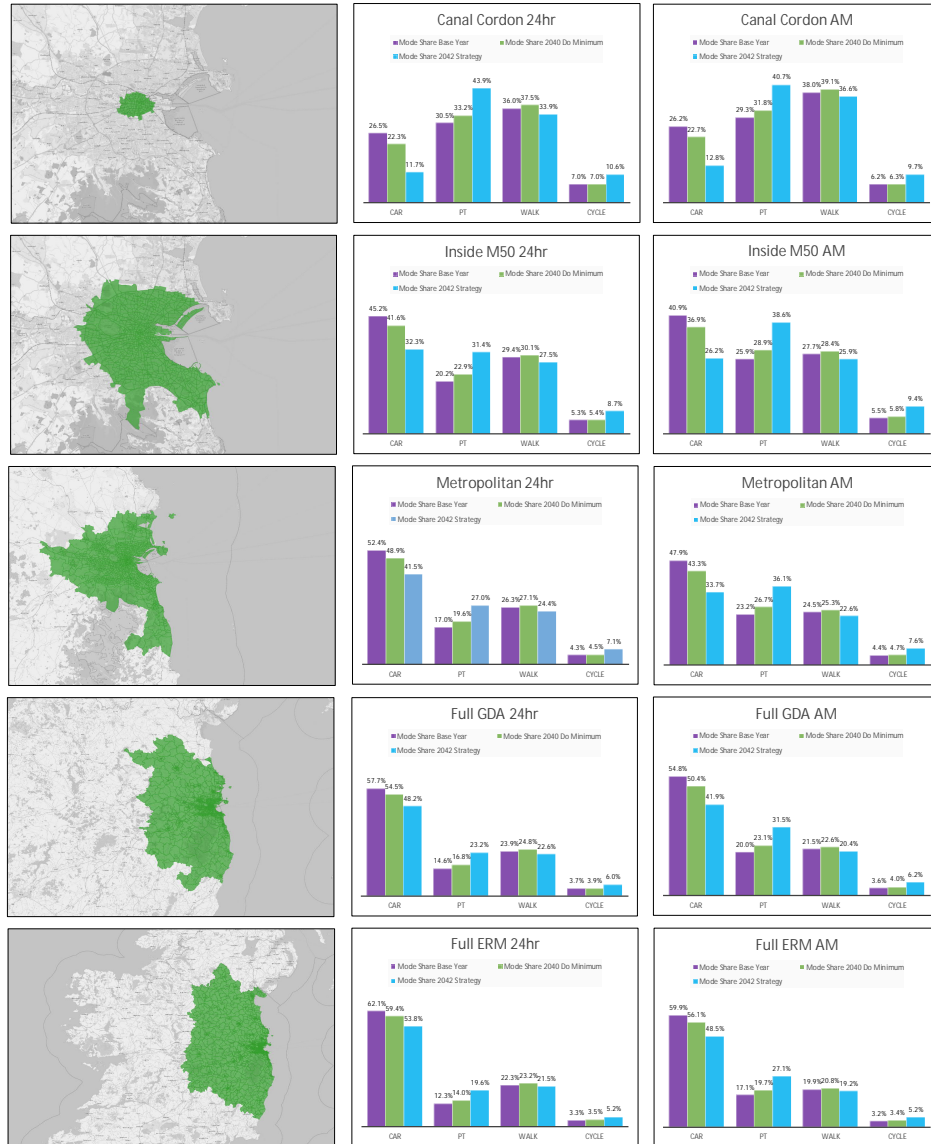 Canal Cordon 24hr
Mode Share Base Year Mode Share 2040 Do Minimum
Mode Share 2042 Strategy
26.5% 22.3% 11.7% 30.5% 33.2% 43.9% 36.0% 37.5% 33.9% 7.0% 7.0% 10.6%
CAR PT WALK CYCLE
Canal Cordon AM
Mode Share Base Year Mode Share 2040 Do Minimum
Mode Share 2042 Strategy
26.2% 22.7% 12.8% 29.3% 31.8% 40.7% 38.0% 39.1% 36.6% 6.2% 6.3% 9.7%
CAR PT WALK CYCLE
Inside M50 24hr
Mode Share Base Year Mode Share 2040 Do Minimum
Mode Share 2042 Strategy
45.2% 41.6% 32.3% 20.2% 22.9% 31.4% 29.4% 30.1% 27.5% 5.3% 5.4% 8.7%
CAR PT WALK CYCLE
Inside M50 AM
Mode Share Base Year Mode Share 2040 Do Minimum
Mode Share 2042 Strategy
40.9% 36.9% 26.2% 25.9% 28.9% 38.6% 27.7% 28.4% 25.9% 5.5% 5.8% 9.4%
CAR PT WALK CYCLE
Metropolitan 24hr
Mode Share Base Year Mode Share 2040 Do Minimum
Mode Share 2042 Strategy
52.4% 48.9% 41.5% 17.0% 19.6% 27.0% 26.3% 27.1% 24.4% 4.3% 4.5% 7.1%
CAR PT WALK CYCLE
Metropolitan AM
Mode Share Base Year Mode Share 2040 Do Minimum
Mode Share 2042 Strategy
47.9% 43.3% 33.7% 23.2% 26.7% 36.1% 24.5% 25.3% 22.6% 4.4% 4.7% 7.6%
CAR PT WALK CYCLE
Full GDA 24hr
Mode Share Base Year Mode Share 2040 Do Minimum
Mode Share 2042 Strategy
57.7% 54.5% 48.2% 14.6% 16.8% 23.2% 23.9% 24.8% 22.6% 3.7% 3.9% 6.0%
CAR PT WALK CYCLE
Full GDA AM
Mode Share Base Year Mode Share 2040 Do Minimum
Mode Share 2042 Strategy
54.8% 50.4% 41.9% 20.0% 23.1% 31.5% 21.5% 22.6% 20.4% 3.6% 4.0% 6.2%
CAR PT WALK CYCLE
Full ERM 24hr
Mode Share Base Year Mode Share 2040 Do Minimum
Mode Share 2042 Strategy
62.1% 59.4% 53.8% 12.3% 14.0% 19.6% 22.3% 23.2% 21.5% 3.3% 3.5% 5.2%
CAR PT WALK CYCLE
Full ERM AM
Mode Share Base Year Mode Share 2040 Do Minimum
Mode Share 2042 Strategy
59.9% 56.1% 48.5% 17.1% 19.7% 27.1% 19.9% 20.8% 19.2% 3.2% 3.4% 5.2%
CAR PT WALK CYCLE